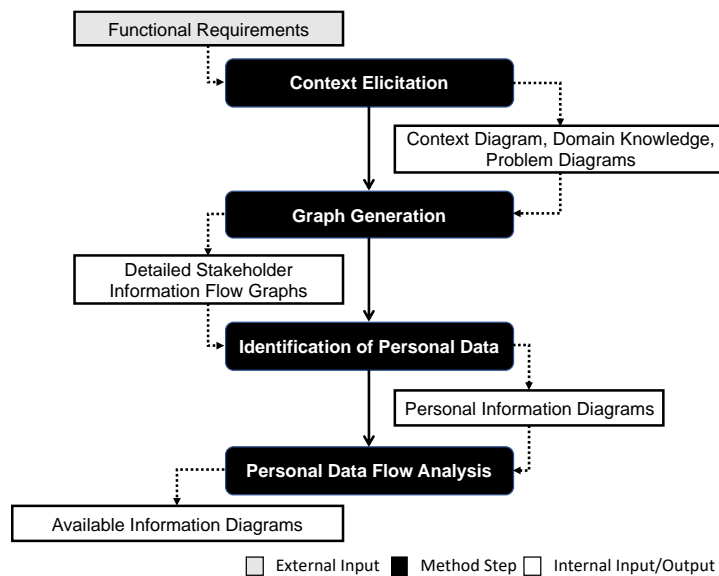 Functional Requirements
Context Elicitation
Context Diagram, Domain Knowledge,
Problem Diagrams
Graph Generation
Detailed Stakeholder
Information Flow Graphs
Identification of Personal Data
Personal Information Diagrams
Personal Data Flow Analysis
Available Information Diagrams
External Input Method Step Internal Input/Output